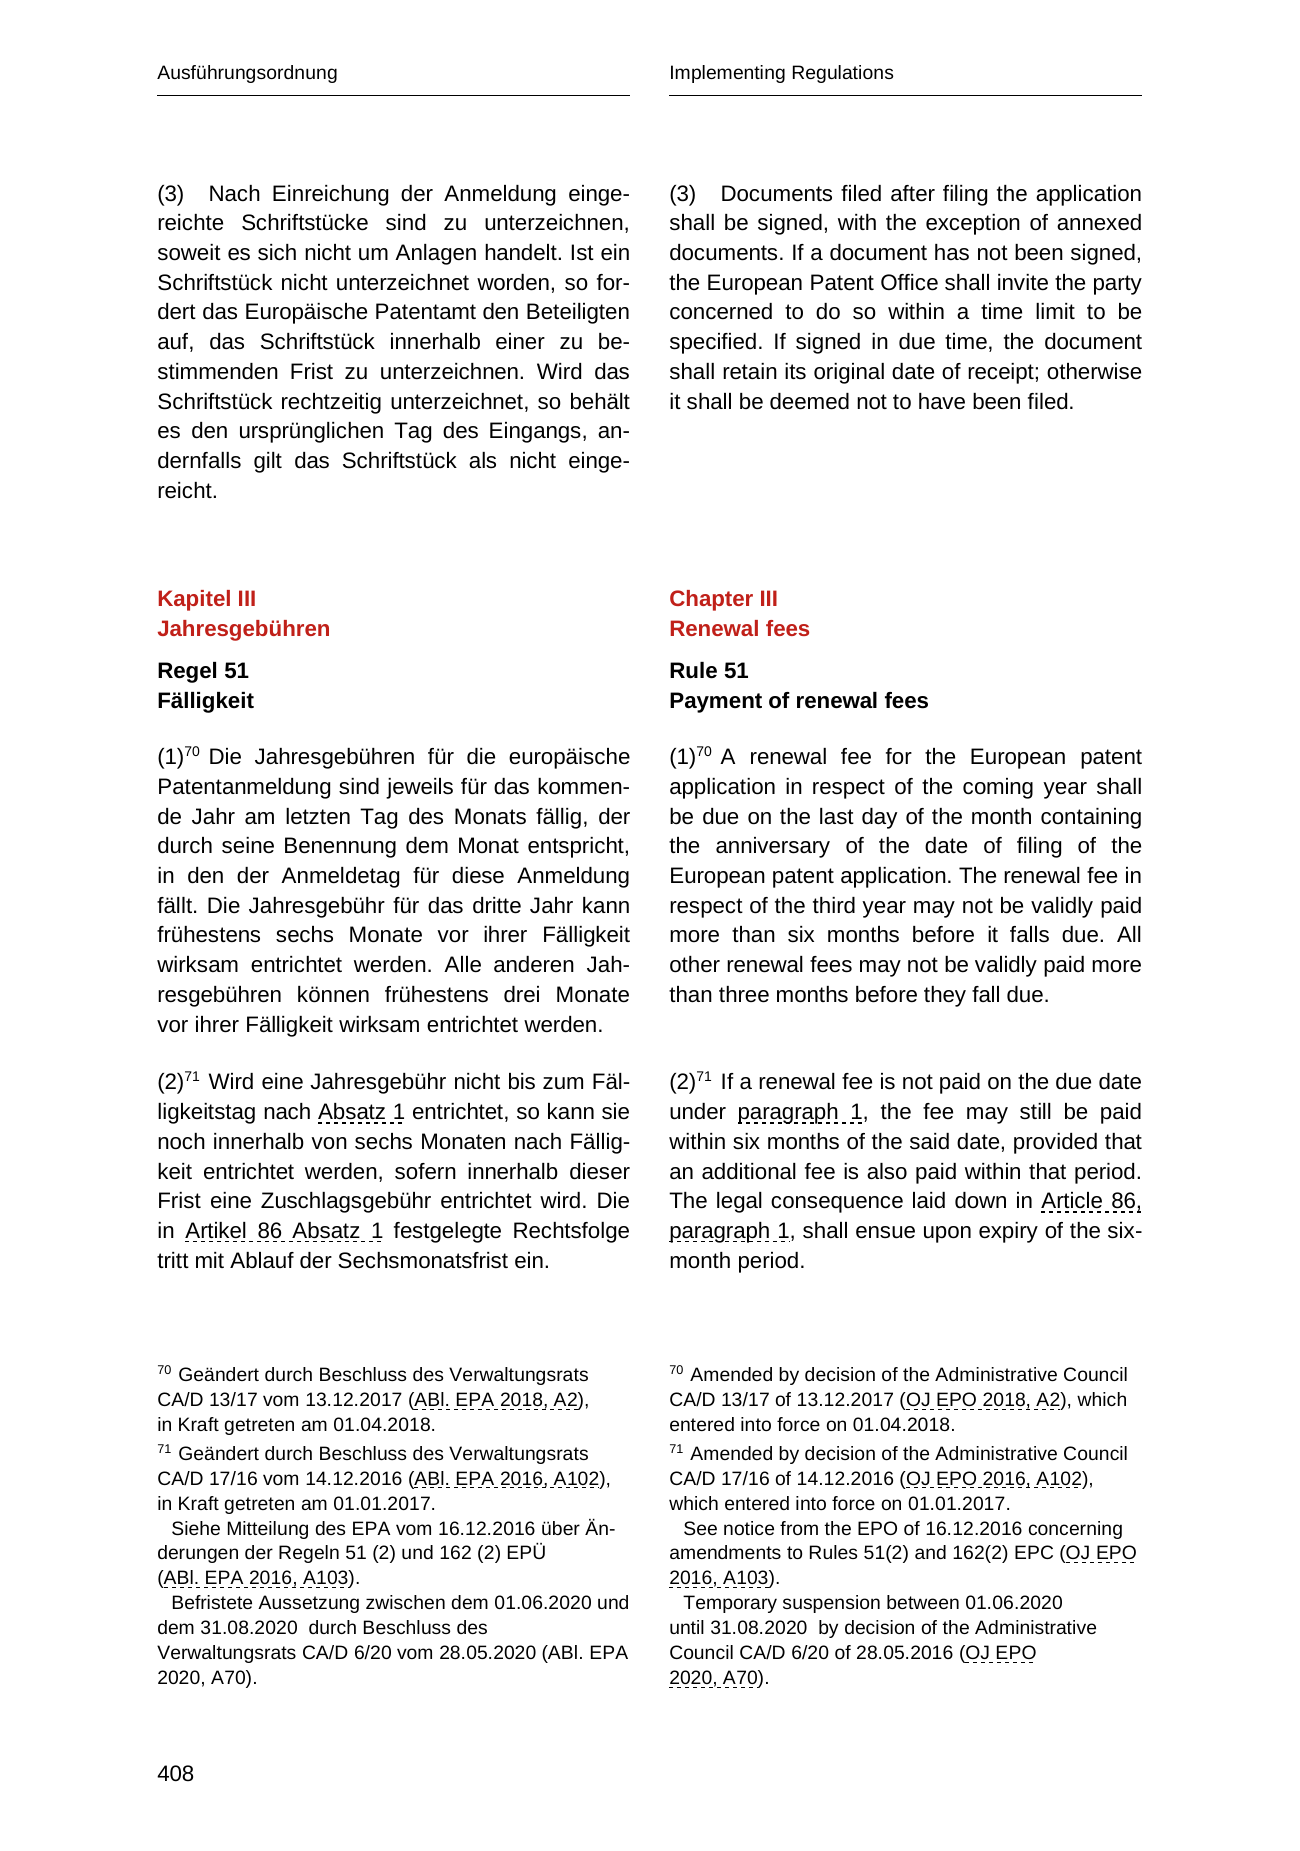 Ausführungsordnung
(3) Nach Einreichung der Anmeldung einge-
reichte Schriftstücke sind zu unterzeichnen,
soweit es sich nicht um Anlagen handelt. Ist ein
Schriftstück nicht unterzeichnet worden, so for-
dert das Europäische Patentamt den Beteiligten
auf, das Schriftstück innerhalb einer zu be-
stimmenden Frist zu unterzeichnen. Wird das
Schriftstück rechtzeitig unterzeichnet, so behält
es den ursprünglichen Tag des Eingangs, an-
dernfalls gilt das Schriftstück als nicht einge-
reicht.
Kapitel III
Jahresgebühren
Regel 51
Fälligkeit
(1)70 Die Jahresgebühren für die europäische
Patentanmeldung sind jeweils für das kommen-
de Jahr am letzten Tag des Monats fällig, der
durch seine Benennung dem Monat entspricht,
in den der Anmeldetag für diese Anmeldung
fällt. Die Jahresgebühr für das dritte Jahr kann
frühestens sechs Monate vor ihrer Fälligkeit
wirksam entrichtet werden. Alle anderen Jah-
resgebühren können frühestens drei Monate
vor ihrer Fälligkeit wirksam entrichtet werden.
(2)71 Wird eine Jahresgebühr nicht bis zum Fäl-
ligkeitstag nach Absatz 1 entrichtet, so kann sie
noch innerhalb von sechs Monaten nach Fällig-
keit entrichtet werden, sofern innerhalb dieser
Frist eine Zuschlagsgebühr entrichtet wird. Die
in Artikel 86 Absatz 1 festgelegte Rechtsfolge
tritt mit Ablauf der Sechsmonatsfrist ein.
70 Geändert durch Beschluss des Verwaltungsrats
CA/D 13/17 vom 13.12.2017 (ABl. EPA 2018, A2),
in Kraft getreten am 01.04.2018.
71 Geändert durch Beschluss des Verwaltungsrats
CA/D 17/16 vom 14.12.2016 (ABl. EPA 2016, A102),
in Kraft getreten am 01.01.2017.
Siehe Mitteilung des EPA vom 16.12.2016 über Än-
derungen der Regeln 51 (2) und 162 (2) EPÜ
(ABl. EPA 2016, A103).
Befristete Aussetzung zwischen dem 01.06.2020 und
dem 31.08.2020 durch Beschluss des
Verwaltungsrats CA/D 6/20 vom 28.05.2020 (ABl. EPA
2020, A70).
Implementing Regulations
(3) Documents filed after filing the application
shall be signed, with the exception of annexed
documents. If a document has not been signed,
the European Patent Office shall invite the party
concerned to do so within a time limit to be
specified. If signed in due time, the document
shall retain its original date of receipt; otherwise
it shall be deemed not to have been filed.
Chapter III
Renewal fees
Rule 51
Payment of renewal fees
(1)70 A renewal fee for the European patent
application in respect of the coming year shall
be due on the last day of the month containing
the anniversary of the date of filing of the
European patent application. The renewal fee in
respect of the third year may not be validly paid
more than six months before it falls due. All
other renewal fees may not be validly paid more
than three months before they fall due.
(2)71 If a renewal fee is not paid on the due date
under paragraph 1, the fee may still be paid
within six months of the said date, provided that
an additional fee is also paid within that period.
The legal consequence laid down in Article 86,
paragraph 1, shall ensue upon expiry of the six-
month period.
70 Amended by decision of the Administrative Council
CA/D 13/17 of 13.12.2017 (OJ EPO 2018, A2), which
entered into force on 01.04.2018.
71 Amended by decision of the Administrative Council
CA/D 17/16 of 14.12.2016 (OJ EPO 2016, A102),
which entered into force on 01.01.2017.
See notice from the EPO of 16.12.2016 concerning
amendments to Rules 51(2) and 162(2) EPC (OJ EPO
2016, A103).
Temporary suspension between 01.06.2020
until 31.08.2020 by decision of the Administrative
Council CA/D 6/20 of 28.05.2016 (OJ EPO
2020, A70).
408